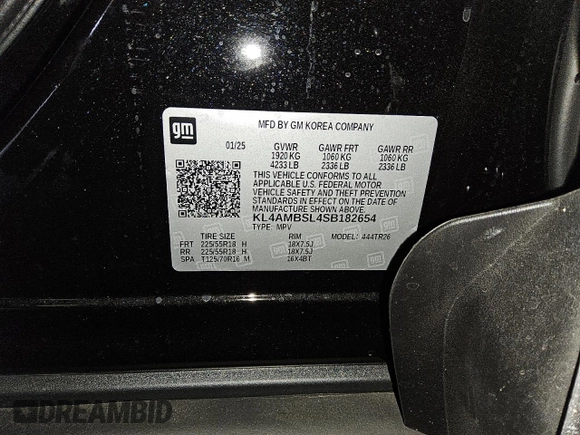 gm
MFD BY GM KOREA COMPANY
01/25 GVWR GAWR FRT GAWR RR
1920 KG 1060 KG 1060 KG
4233 LB 2336 LB 2336 LB
THIS VEHICLE CONFORMS TO ALL
APPLICABLE U.S. FEDERAL MOTOR
VEHICLE SAFETY AND THEFT PREVENTION
STANDARDS IN EFFECT ON THE DATE OF
MANUFACTURE SHOWN ABOVE.
KL4AMBSL4SB182654
TYPE: MPV
TIRE SIZE RIM MODEL: 444TR26
FRT 225/55R18 H 18X7.5J
RR 225/55R18 H 18X7.5J
SPA T125/70R16 M 16X4BT
DREAMBID